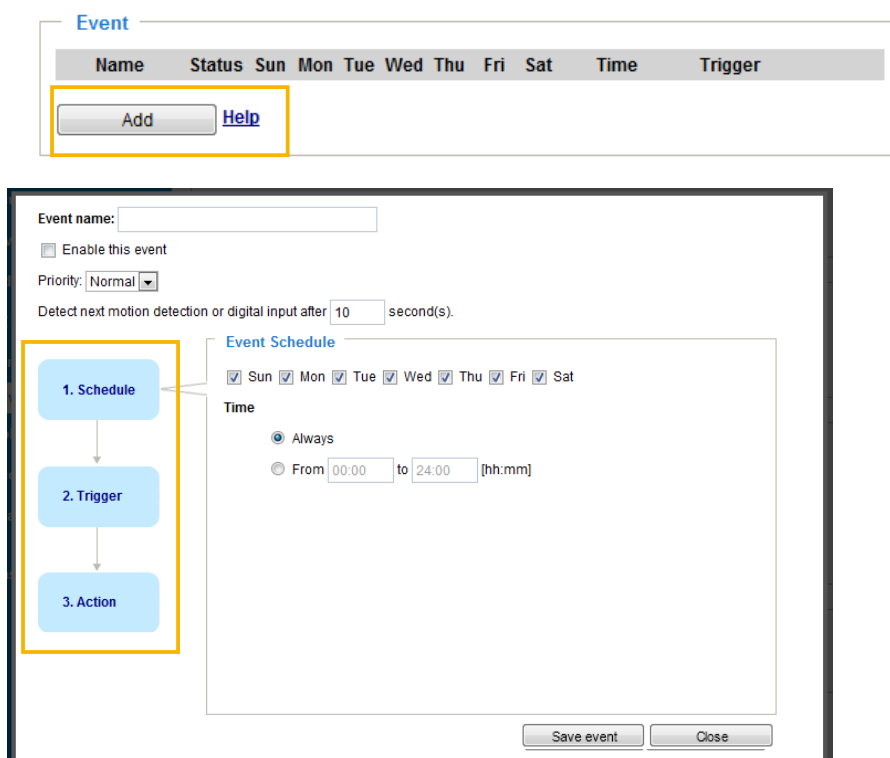 Event
Name Status Sun Mon Tue Wed Thu Fri Sat Time Trigger
Add Help
Event name:
Enable this event
Priority: Normal
Detect next motion detection or digital input after 10 second(s).
Event Schedule
1. Schedule
Sun Mon Tue Wed Thu Fri Sat
Time
Always
From 00:00 to 24:00 [hh:mm]
2. Trigger
3. Action
Save event Close